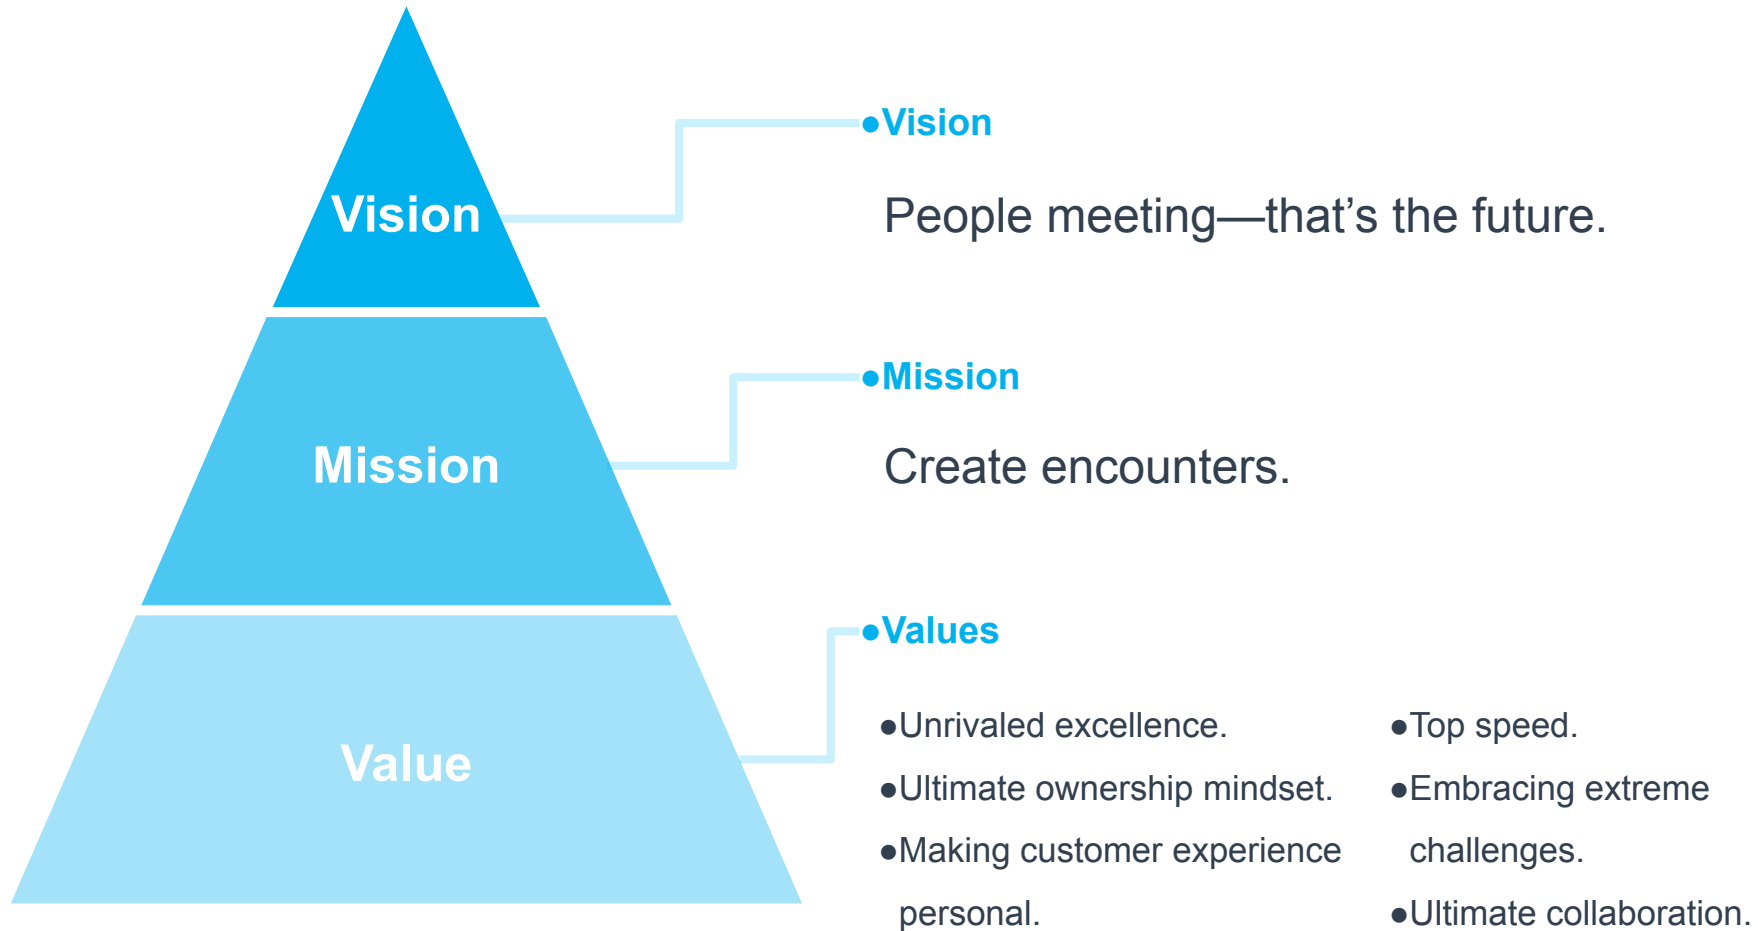 Vision
●Vision
People meeting—that’s the future.
Mission
●Mission
Create encounters.
Value
●Values
●Unrivaled excellence.
●Ultimate ownership mindset.
●Making customer experience
personal.
●Top speed.
●Embracing extreme
challenges.
●Ultimate collaboration.